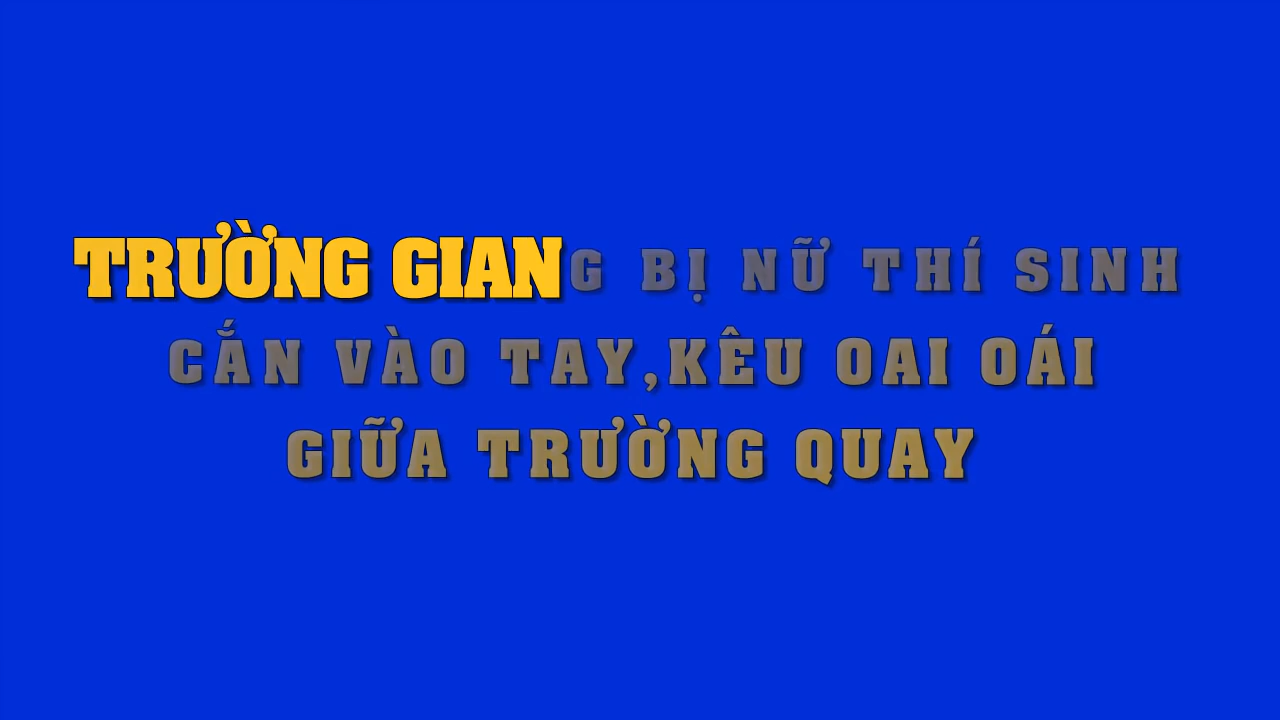 TRƯỜNG GIANG BỊ NỮ THÍ SINH
CẮN VÀO TAY,KÊU OAI OÁI
GIỮA TRƯỜNG QUAY